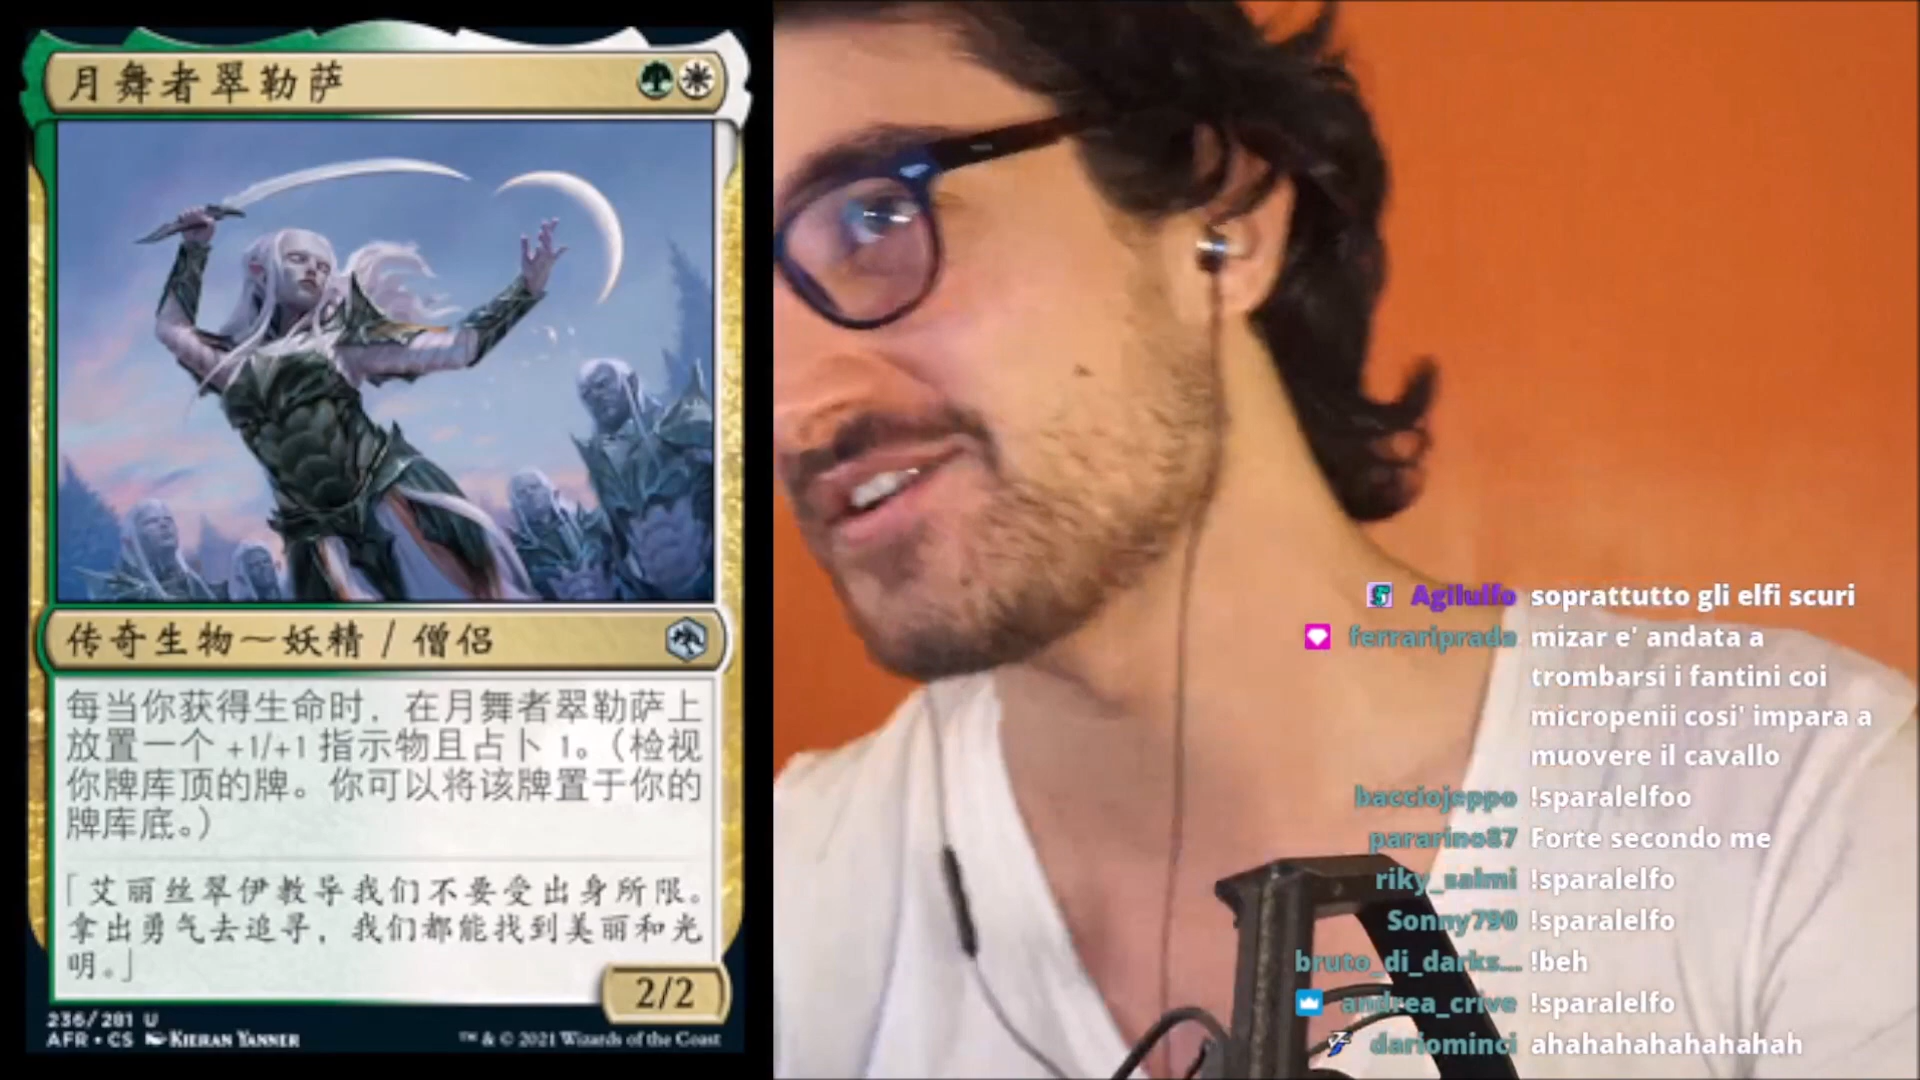 月舞者翠勒萨
传奇生物～妖精 / 僧侣
每当你获得生命时，在月舞者翠勒萨上
放置一个 +1/+1 指示物且占卜 1。（检视
你牌库顶的牌。你可以将该牌置于你的
牌库底。）
「艾丽丝翠伊教导我们不要受出身所限。
拿出勇气去追寻，我们都能找到美丽和光
明。」
2/2
236/281 U
AFR • CS KIERAN YANNER
™ & © 2021 Wizards of the Coast
Agilulfo soprattutto gli elfi scuri
ferrariprada mizar e' andata a
trombarsi i fantini coi
micropenii cosi' impara a
muovere il cavallo
bacciojeppo !sparalelfoo
pararino87 Forte secondo me
riky_salmi !sparalelfo
Sonny790 !sparalelfo
bruto_di_darks... !beh
andrea_crive !sparalelfo
dariominci ahahahahahahahah